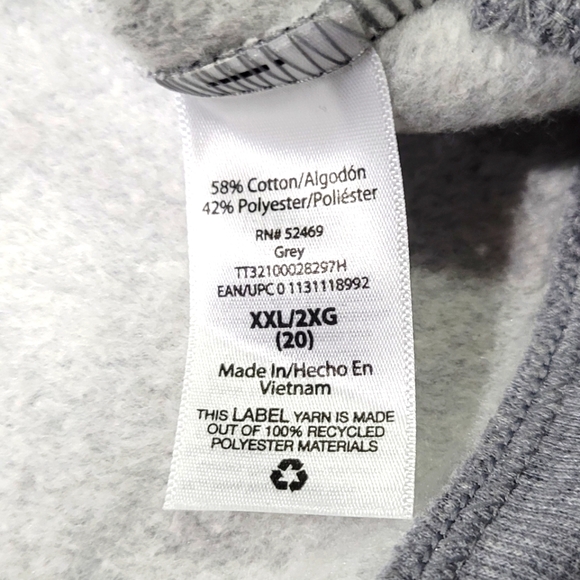 58% Cotton/Algodón
42% Polyester/Poliéster
RN# 52469
Grey
TT32100028297H
EAN/UPC 0 1131118992
XXL/2XG
(20)
Made In/Hecho En
Vietnam
THIS LABEL YARN IS MADE
OUT OF 100% RECYCLED
POLYESTER MATERIALS